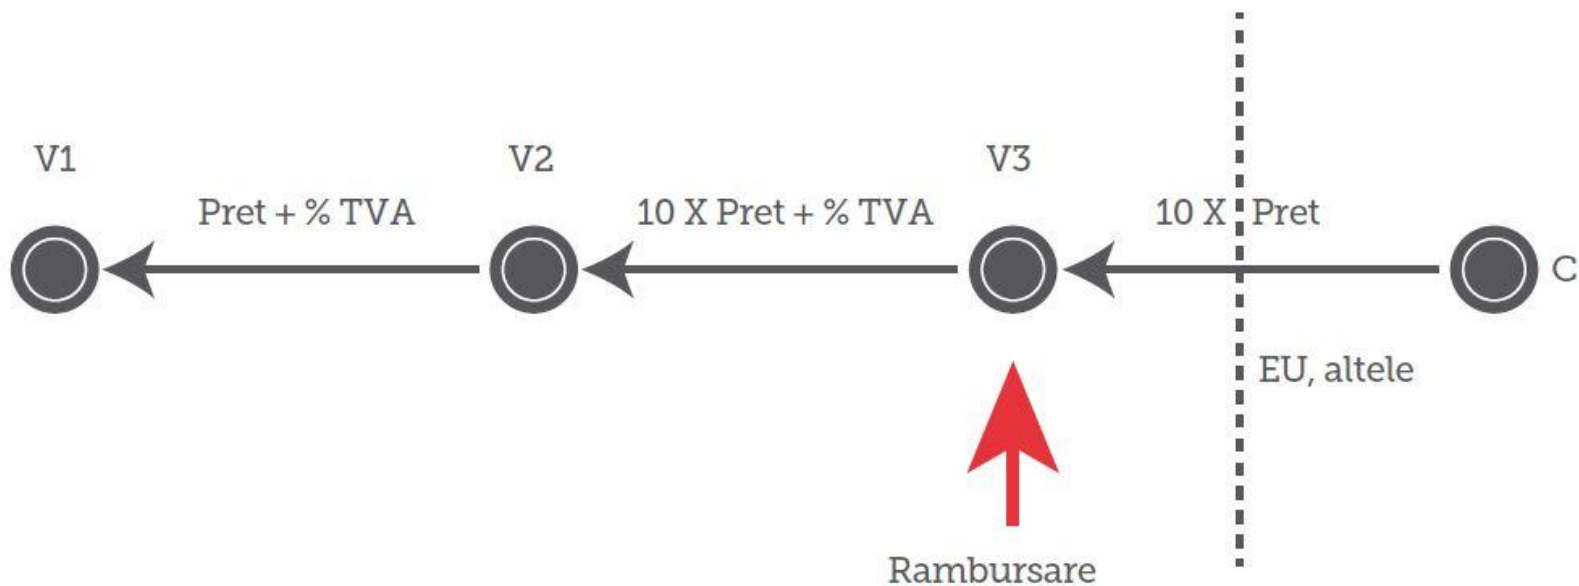 V1
V2
V3
Pret + % TVA
10 X Pret + % TVA
10 X Pret
C
EU, altele
Rambursare